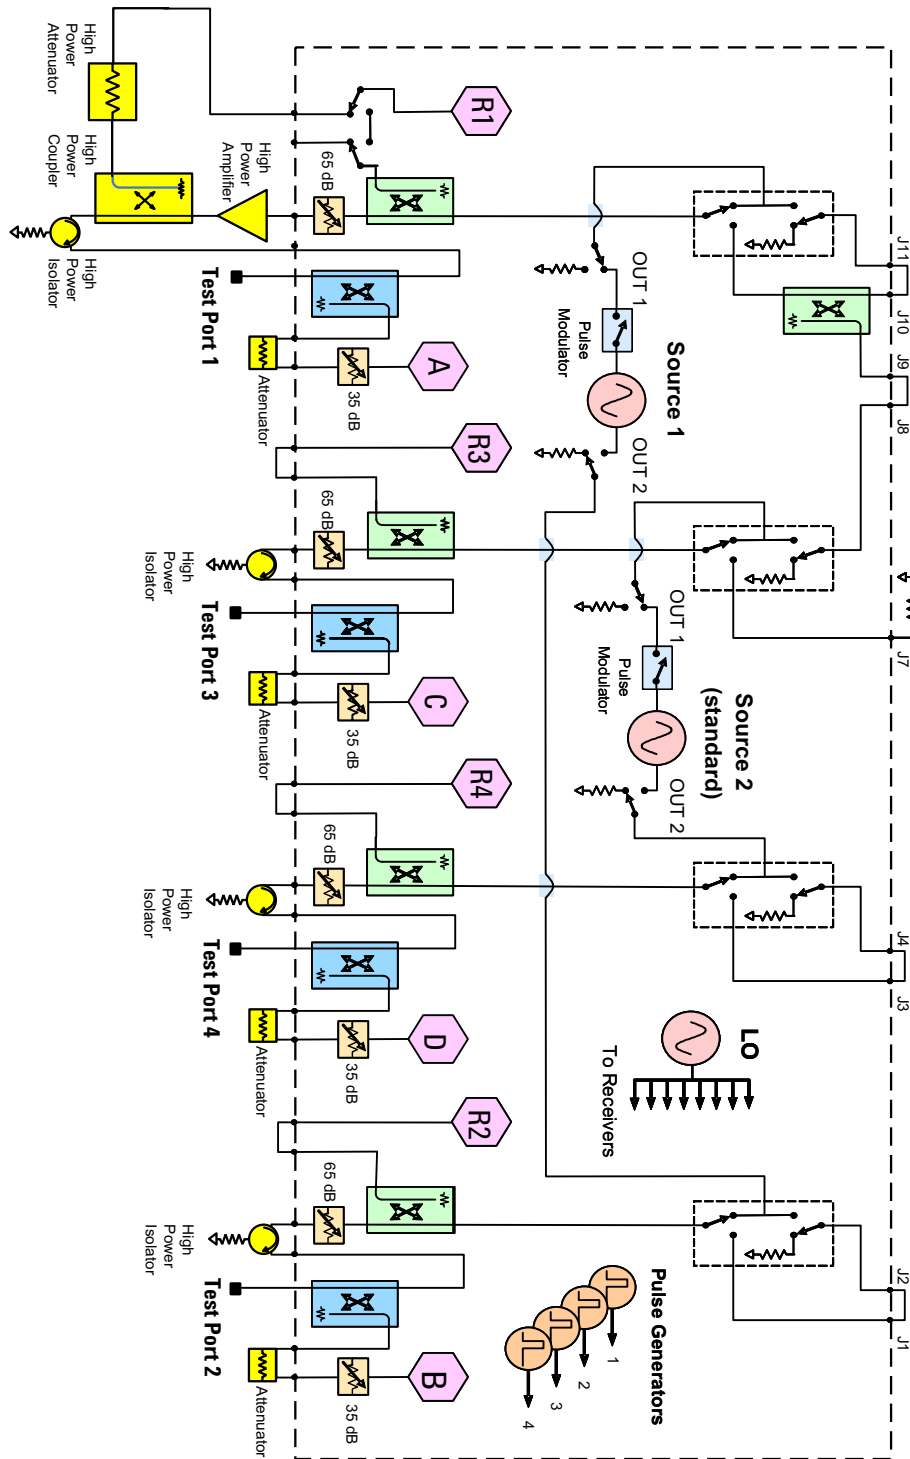 J11
J10
J9
J8
J7
J4
J3
J2
J1
Source 1
OUT 1
Pulse
Modulator
OUT 2
Source 2
(standard)
OUT 1
Pulse
Modulator
OUT 2
LO
To Receivers
Pulse Generators
1
2
3
4
R1
A
R3
C
R4
D
R2
B
65 dB
35 dB
65 dB
35 dB
65 dB
35 dB
65 dB
35 dB
High
Power
Attenuator
High
Power
Coupler
High
Power
Amplifier
High
Power
Isolator
Test Port 1
Attenuator
High
Power
Isolator
Test Port 3
Attenuator
High
Power
Isolator
Test Port 4
Attenuator
High
Power
Isolator
Test Port 2
Attenuator